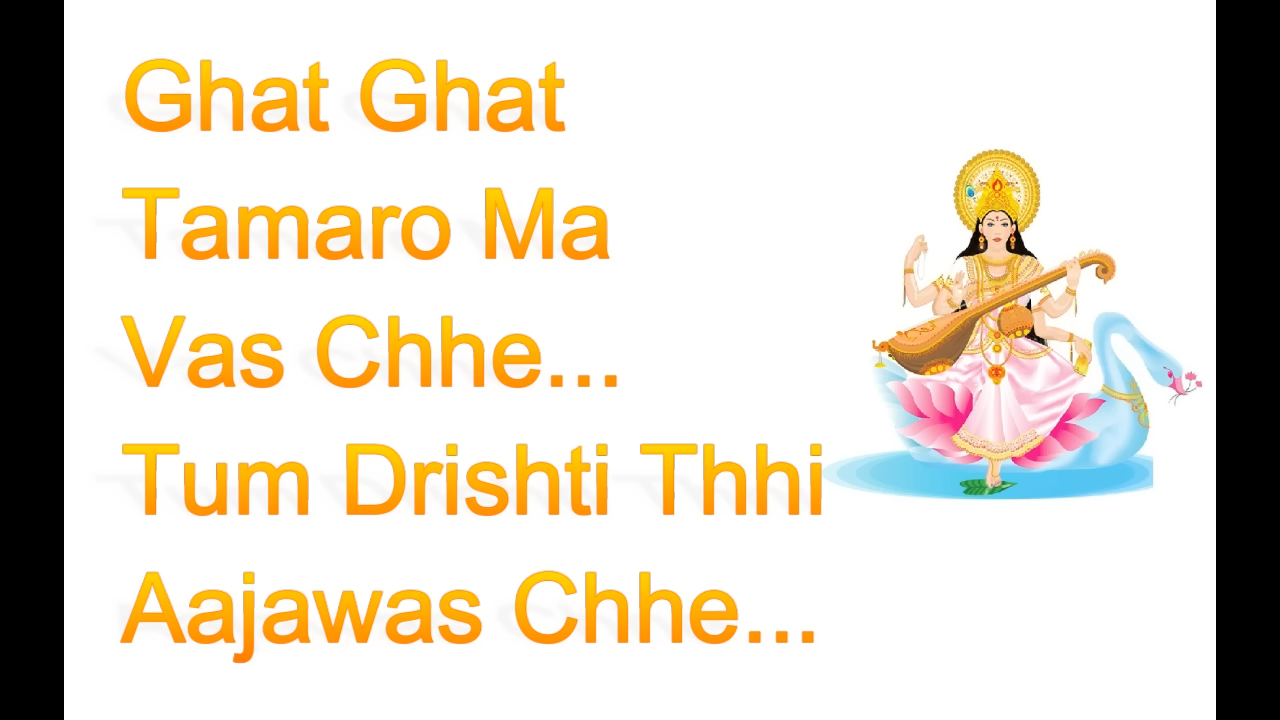 Ghat Ghat
Tamaro Ma
Vas Chhe...
Tum Drishti Thhi
Aajawas Chhe...